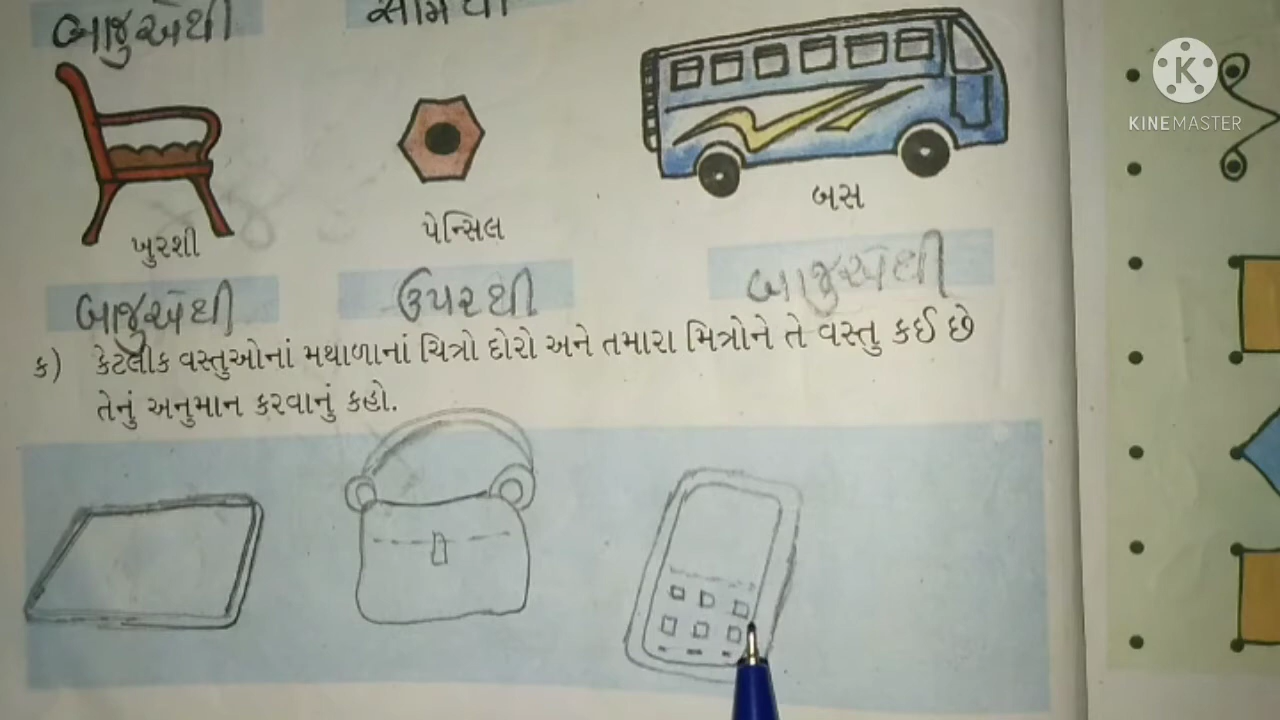 બાજુએથી સામેથી
ખુરશી પેન્સિલ બસ
બાજુએથી ઉપરથી બાજુએથી
ક) કેટલીક વસ્તુઓનાં મથાળાનાં ચિત્રો દોરો અને તમારા મિત્રોને તે વસ્તુ કઈ છે
તેનું અનુમાન કરવાનું કહો.
K
KINEMASTER